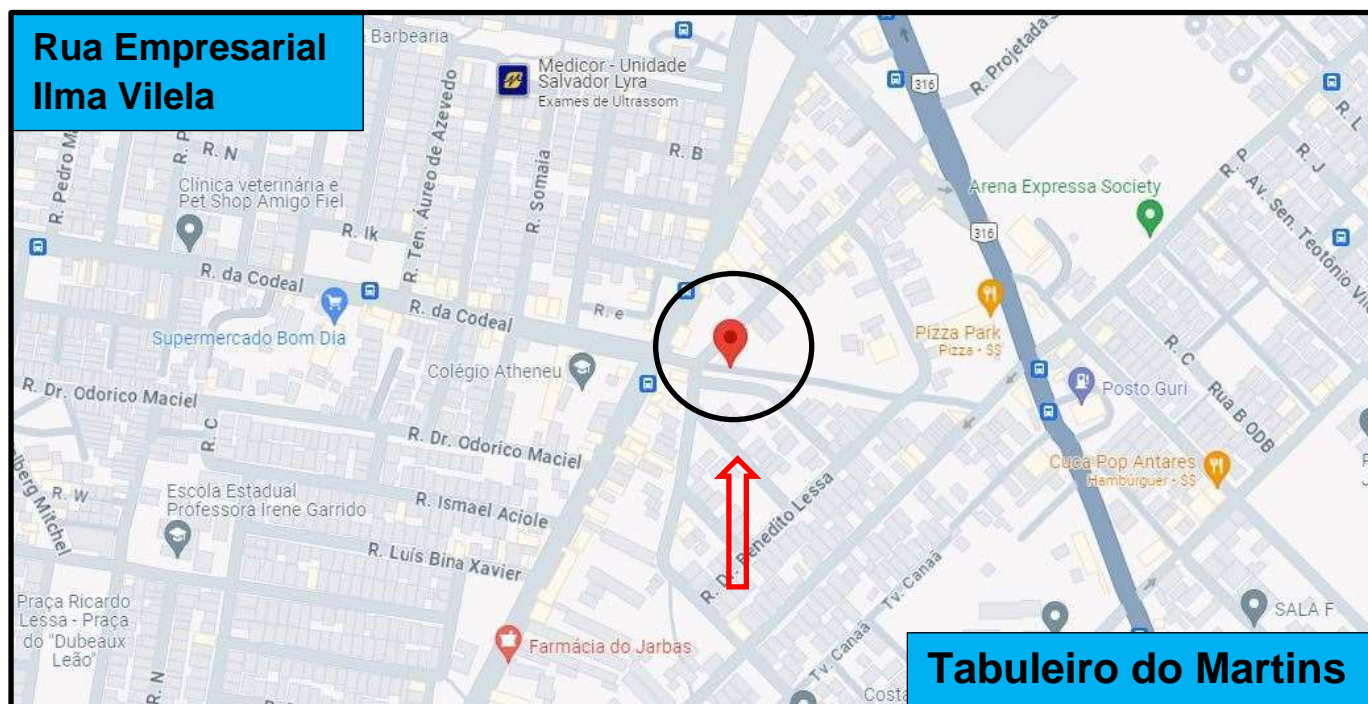 Rua Empresarial
Ilma Vilela
Barbearia
Medicor - Unidade
Salvador Lyra
Exames de Ultrassom
316
R. Projetada
R. L
R. Pedro
R. P
R. N
R. Ten. Áureo de Azevedo
R. Somaia
R. B
R. J
R. P
Arena Expressa Society
Av. Sen. Teotônio
Clínica veterinária e
Pet Shop Amigo Fiel
R. Ik
316
R. da Codeal
R. da Codeal
R. e
Supermercado Bom Dia
Pizza Park
Pizza - $$
R. C
Colégio Atheneu
Posto Guri
Rua B ODB
R. Dr. Odorico Maciel
R. C
R. Dr. Odorico Maciel
Cuca Pop Antares
Hambúrguer - $$
R. W
Mitchel
Escola Estadual
Professora Irene Garrido
R. Ismael Aciole
R. Luís Bina Xavier
R. Dr. Benedito Lessa
Tv. Canaã
Praça Ricardo
Lessa - Praça
do "Dubeaux
Leão"
R. N
Farmácia do Jarbas
Tv. Canaã
SALA F
Tabuleiro do Martins
Costa